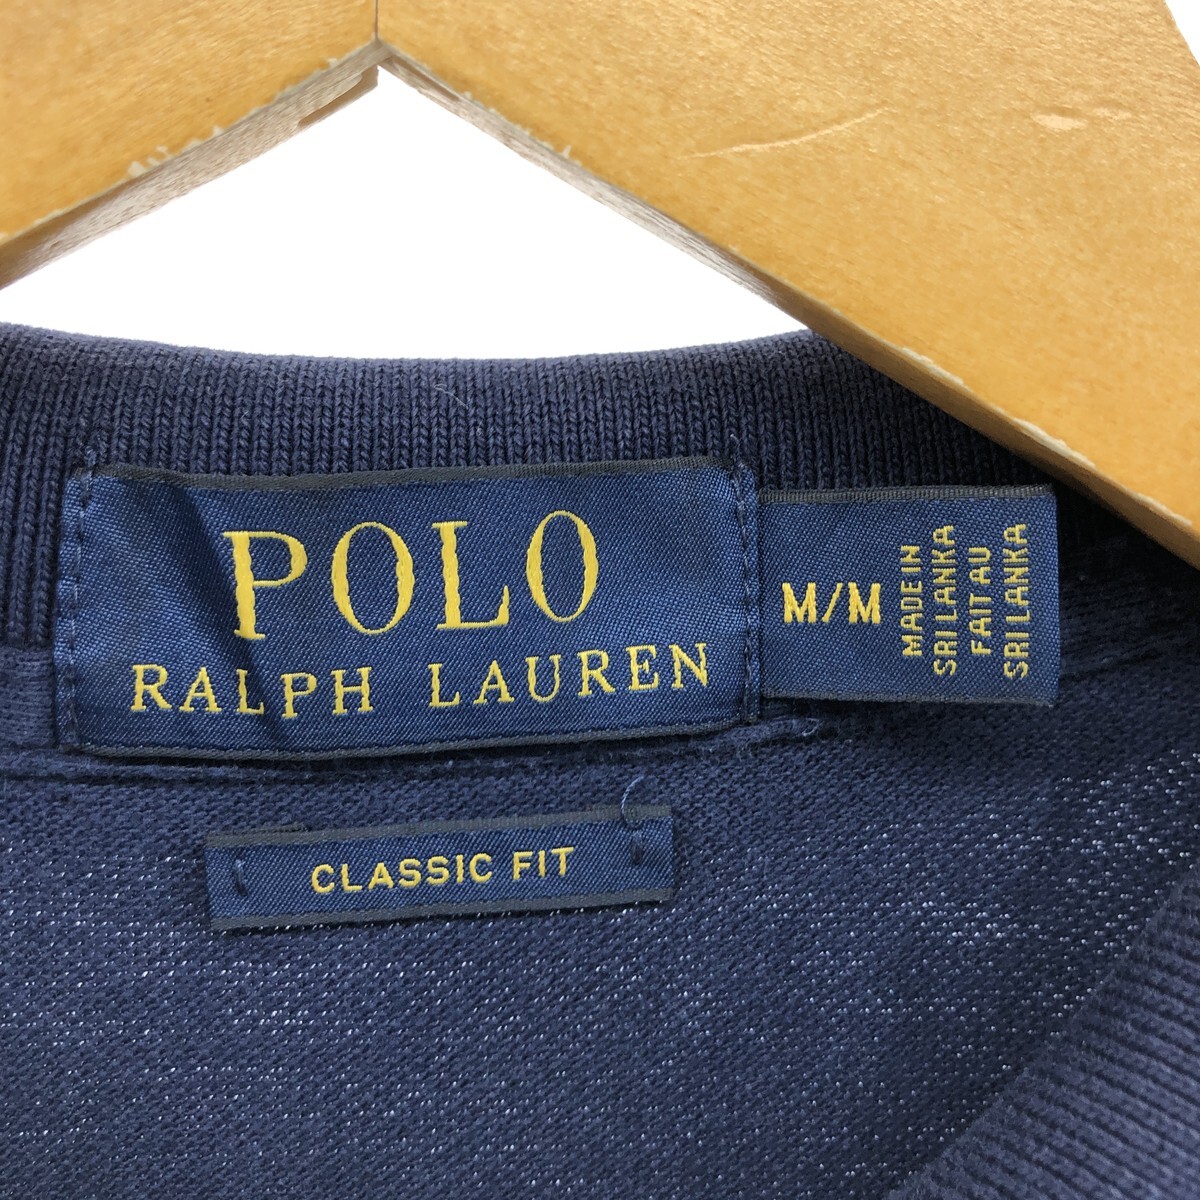 POLO
RALPH LAUREN
M/M
MADE IN
SRI LANKA
FAIT AU
SRI LANKA
CLASSIC FIT